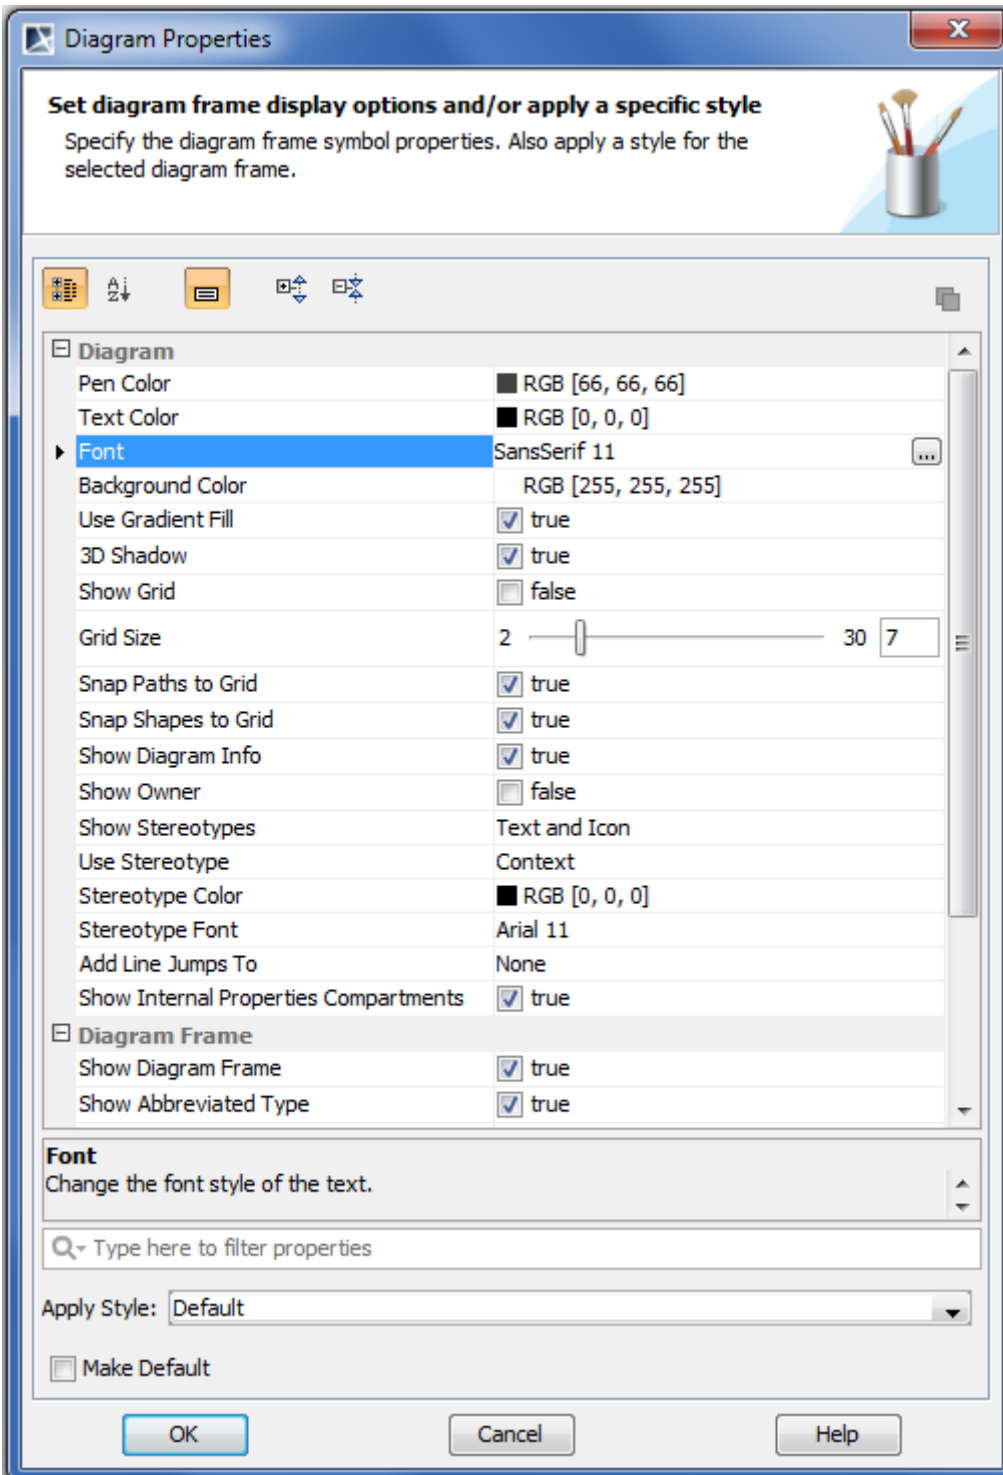 Diagram Properties
Set diagram frame display options and/or apply a specific style
Specify the diagram frame symbol properties. Also apply a style for the
selected diagram frame.
Diagram
Pen Color RGB [66, 66, 66]
Text Color RGB [0, 0, 0]
Font SansSerif 11 ...
Background Color RGB [255, 255, 255]
Use Gradient Fill true
3D Shadow true
Show Grid false
Grid Size 2 30 7
Snap Paths to Grid true
Snap Shapes to Grid true
Show Diagram Info true
Show Owner false
Show Stereotypes Text and Icon
Use Stereotype Context
Stereotype Color RGB [0, 0, 0]
Stereotype Font Arial 11
Add Line Jumps To None
Show Internal Properties Compartments true
Diagram Frame
Show Diagram Frame true
Show Abbreviated Type true
Font
Change the font style of the text.
Type here to filter properties
Apply Style: Default
Make Default
OK Cancel Help